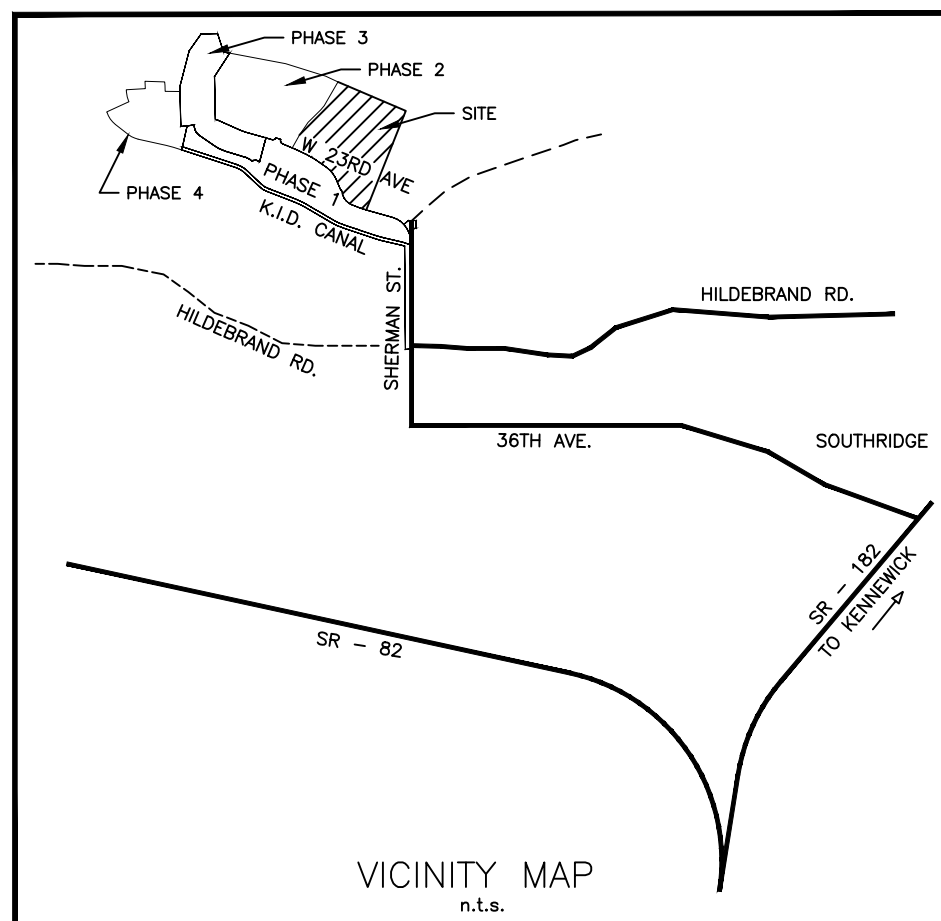 PHASE 3
PHASE 2
SITE
W 23RD AVE
PHASE 1
PHASE 4
K.I.D. CANAL
SHERMAN ST.
HILDEBRAND RD.
HILDEBRAND RD.
36TH AVE.
SOUTHRIDGE
SR - 182
TO KENNEWICK
SR - 82
VICINITY MAP
n.t.s.